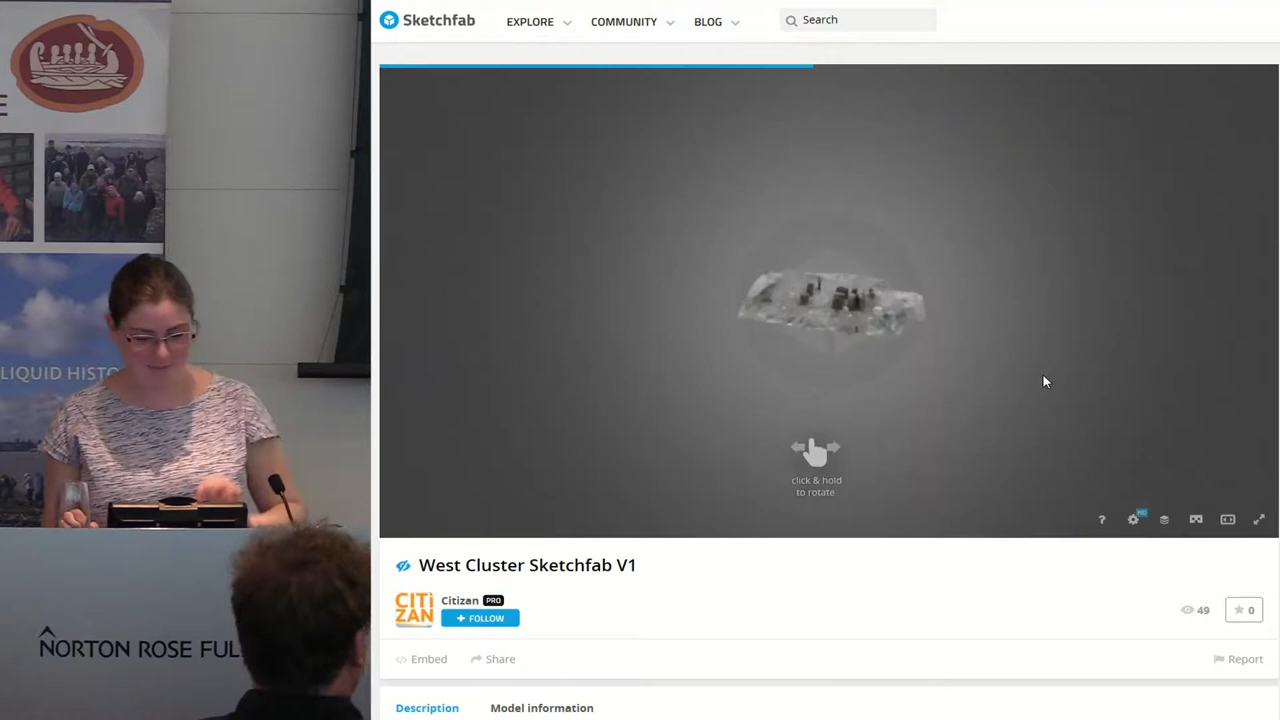 E
LIQUID HISTO
NORTON ROSE FUL
Sketchfab
EXPLORE
COMMUNITY
BLOG
Search
click & hold
to rotate
?
HD
West Cluster Sketchfab V1
CITi
ZAN
Citizan PRO
+ FOLLOW
49
0
</> Embed
Share
Report
Description
Model information